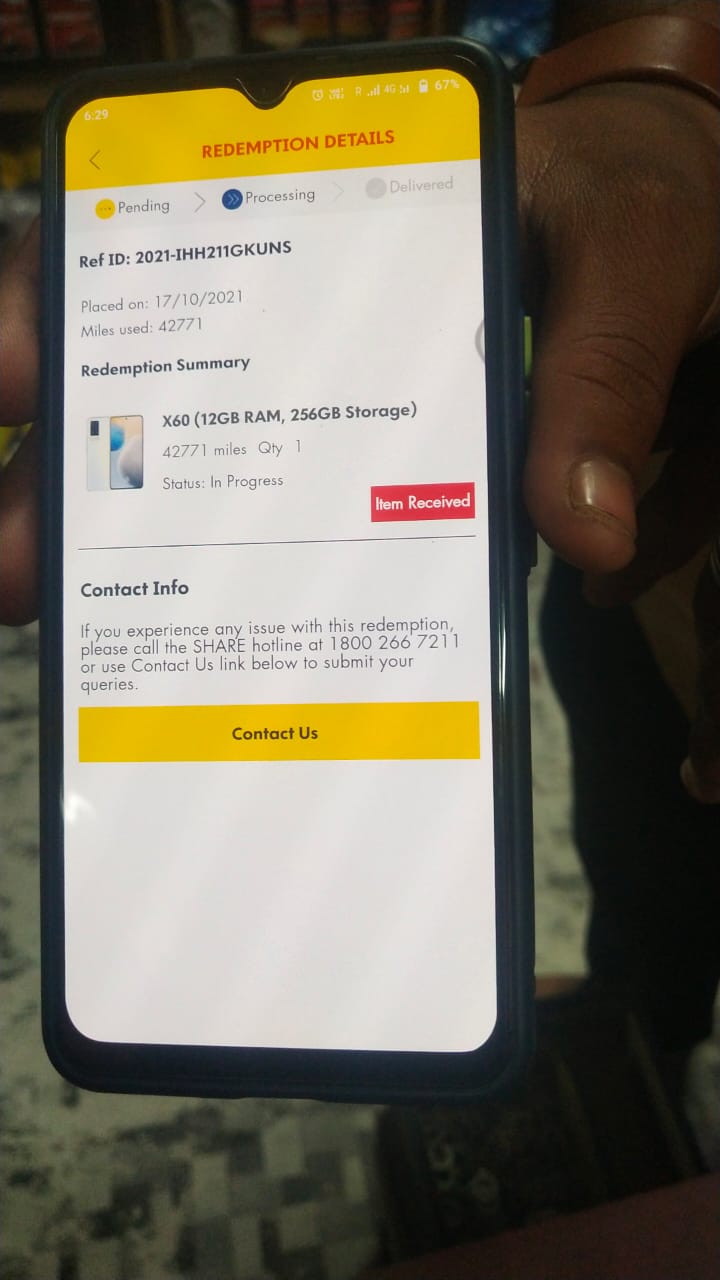 6:29
R 4G 67%
REDEMPTION DETAILS
Pending Processing Delivered
Ref ID: 2021-IHH211GKUNS
Placed on: 17/10/2021
Miles used: 42771
Redemption Summary
X60 (12GB RAM, 256GB Storage)
42771 miles Qty 1
Status: In Progress
Item Received
Contact Info
If you experience any issue with this redemption,
please call the SHARE hotline at 1800 266 7211
or use Contact Us link below to submit your
queries.
Contact Us